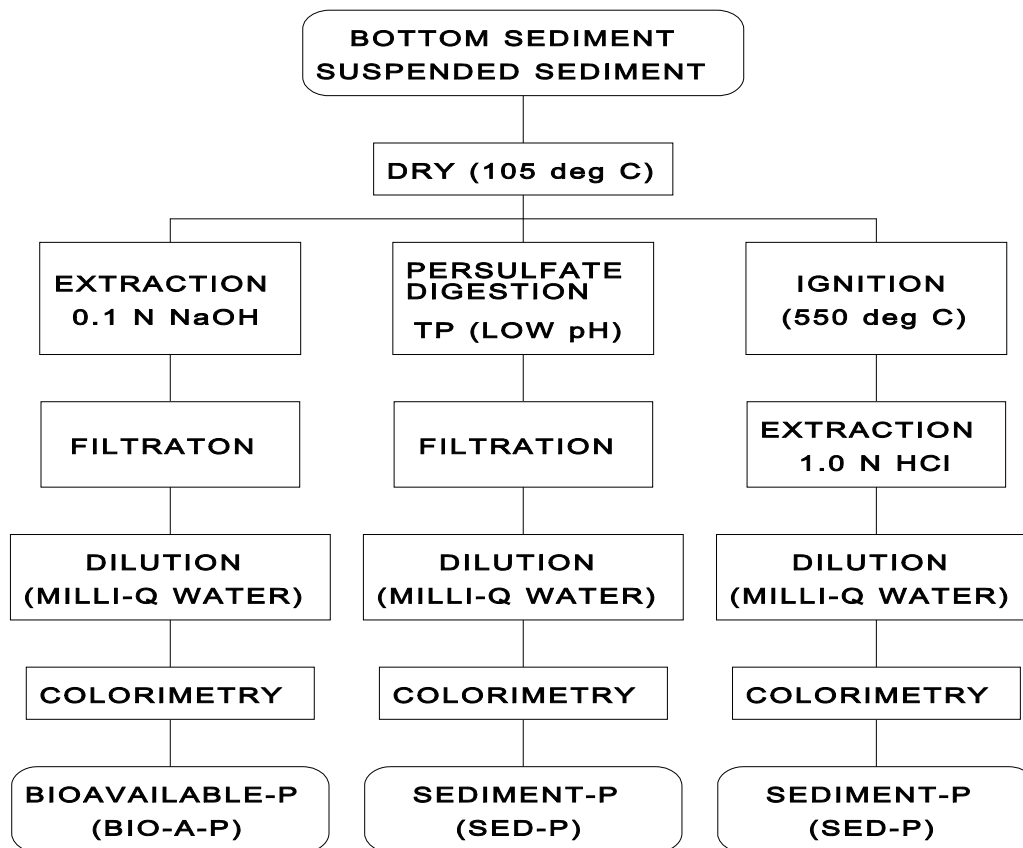 BOTTOM SEDIMENT
SUSPENDED SEDIMENT
DRY (105 deg C)
EXTRACTION
0.1 N NaOH
PERSULFATE
DIGESTION
TP (LOW pH)
IGNITION
(550 deg C)
FILTRATON
FILTRATION
EXTRACTION
1.0 N HCl
DILUTION
(MILLI-Q WATER)
DILUTION
(MILLI-Q WATER)
DILUTION
(MILLI-Q WATER)
COLORIMETRY
COLORIMETRY
COLORIMETRY
BIOAVAILABLE-P
(BIO-A-P)
SEDIMENT-P
(SED-P)
SEDIMENT-P
(SED-P)